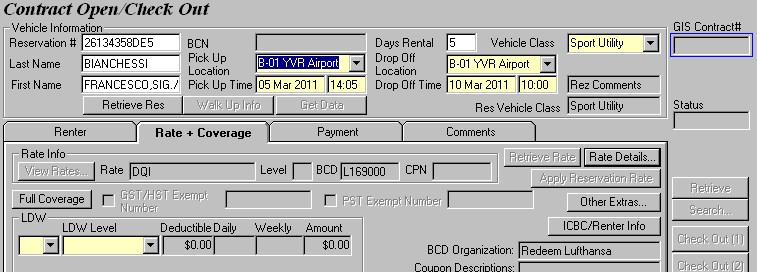 Contract Open/Check Out
Vehicle Information
Reservation # 26134358DE5 BCN Days Rental 5 Vehicle Class Sport Utility
GIS Contract#
Last Name BIANCHESSI Pick Up Location B-01 YVR Airport Drop Off Location B-01 YVR Airport
First Name FRANCESCO,SIG./ Pick Up Time 05 Mar 2011 14:05 Drop Off Time 10 Mar 2011 10:00 Rez Comments
Retrieve Res Walk Up Info Get Data Res Vehicle Class Sport Utility
Status
Renter Rate + Coverage Payment Comments
Rate Info
View Rates... Rate DQI Level BCD L169000 CPN Retrieve Rate Rate Details...
Apply Reservation Rate
Retrieve
Full Coverage GST/HST Exempt Number PST Exempt Number Other Extras...
Search...
LDW
LDW Level Deductible Daily Weekly Amount
ICBC/Renter Info
$0.00 $0.00
Check Out (1)
BCD Organization: Redeem Lufthansa
Coupon Descriptions:
Check Out (2)